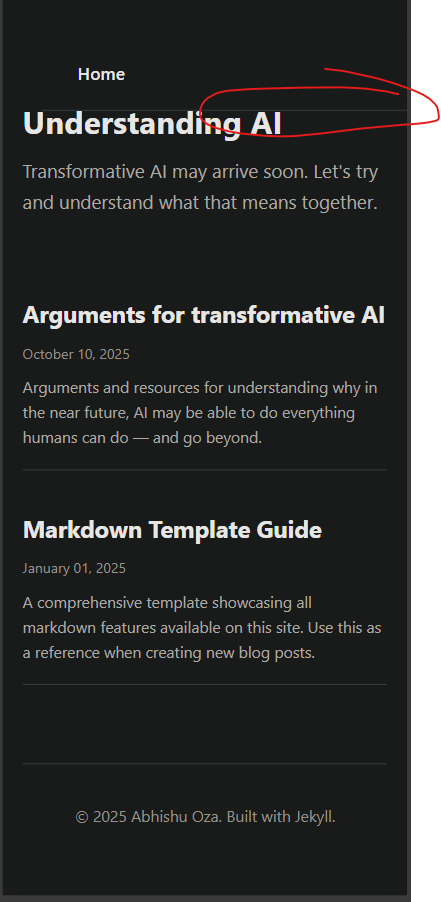 Home
Understanding AI
Transformative AI may arrive soon. Let's try
and understand what that means together.
Arguments for transformative AI
October 10, 2025
Arguments and resources for understanding why in
the near future, AI may be able to do everything
humans can do — and go beyond.
Markdown Template Guide
January 01, 2025
A comprehensive template showcasing all
markdown features available on this site. Use this as
a reference when creating new blog posts.
© 2025 Abhishu Oza. Built with Jekyll.